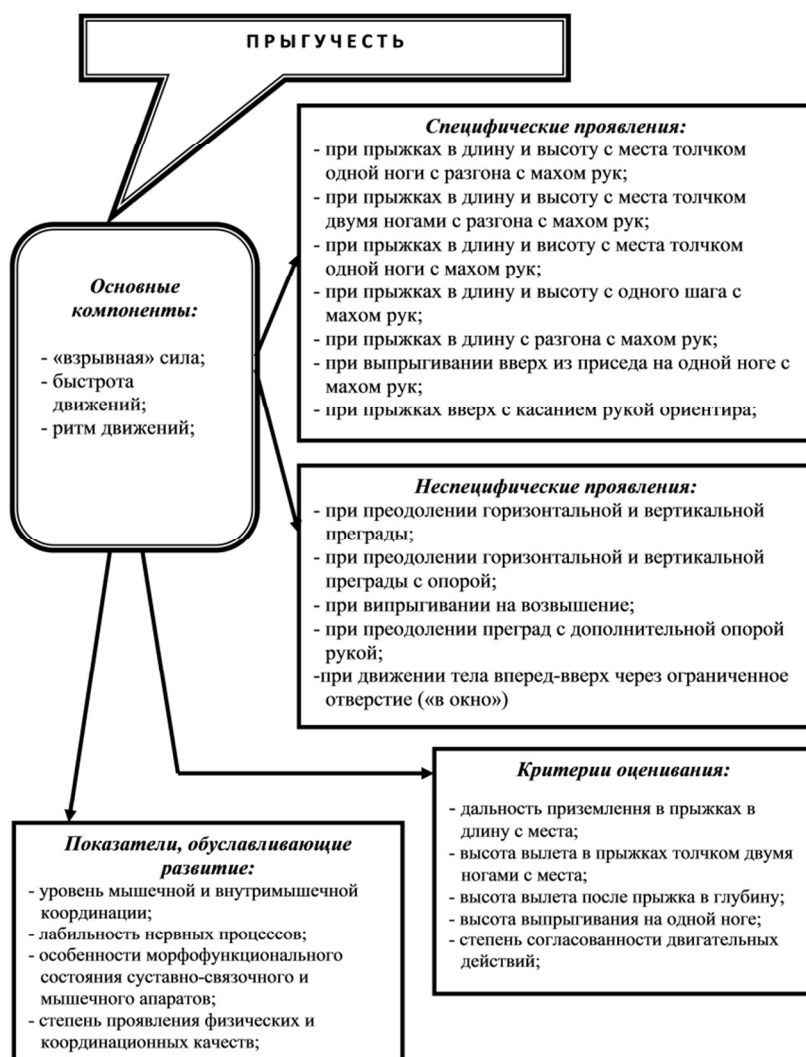 ПРЫГУЧЕСТЬ
Специфические проявления:
- при прыжках в длину и высоту с места толчком
одной ноги с разгона с махом рук;
- при прыжках в длину и высоту с места толчком
двумя ногами с разгона с махом рук;
- при прыжках в длину и висоту с места толчком
одной ноги с махом рук;
- при прыжках в длину и высоту с одного шага с
махом рук;
- при прыжках в длину с разгона с махом рук;
- при выпрыгивании вверх из приседа на одной ноге с
махом рук;
- при прыжках вверх с касанием рукой ориентира;
Основные
компоненты:
- «взрывная» сила;
- быстрота
движений;
- ритм движений;
Неспецифические проявления:
- при преодолении горизонтальной и вертикальной
преграды;
- при преодолении горизонтальной и вертикальной
преграды с опорой;
- при випрыгивании на возвышение;
- при преодолении преград с дополнительной опорой
рукой;
-при движении тела вперед-вверх через ограниченное
отверстие («в окно»)
Критерии оценивания:
- дальность приземлення в прыжках в
длину с места;
- высота вылета в прыжках толчком двумя
ногами с места;
- высота вылета после прыжка в глубину;
- высота выпрыгивания на одной ноге;
- степень согласованности двигательных
действий;
Показатели, обуславливающие
развитие:
- уровень мышечной и внутримышечной
координации;
- лабильность нервных процессов;
- особенности морфофункционального
состояния суставно-связочного и
мышечного аппаратов;
- степень проявления физических и
координационных качеств;